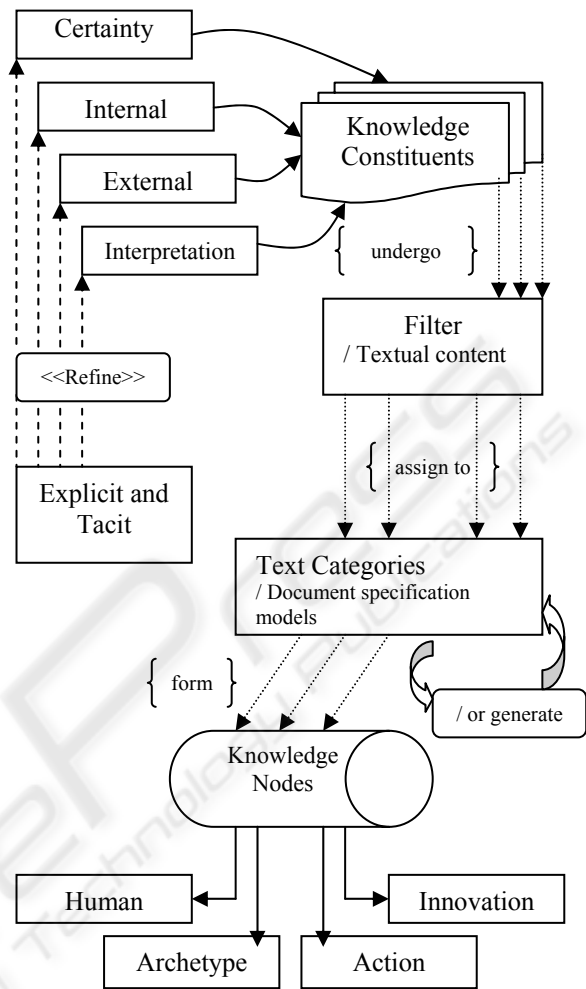 Certainty
Internal
External
Interpretation
Knowledge
Constituents
{ undergo }
Filter
/ Textual content
<<Refine>>
{ assign to }
Explicit and
Tacit
Text Categories
/ Document specification
models
{ form }
/ or generate
Knowledge
Nodes
Human
Innovation
Archetype
Action